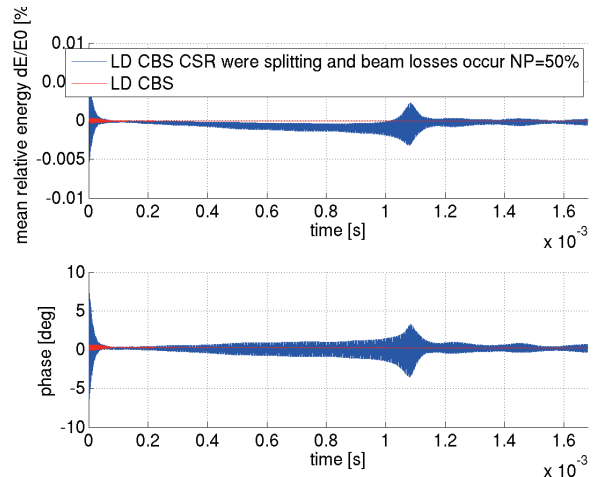 0.01
LD CBS CSR were splitting and beam losses occur NP=50%
LD CBS
0
-0.005
-0.01
mean relative energy dE/E0 [%
0 0.2 0.4 0.6 0.8 1 1.2 1.4 1.6
time [s]
x 10^-3
10
5
0
-5
-10
phase [deg]
0 0.2 0.4 0.6 0.8 1 1.2 1.4 1.6
time [s]
x 10^-3